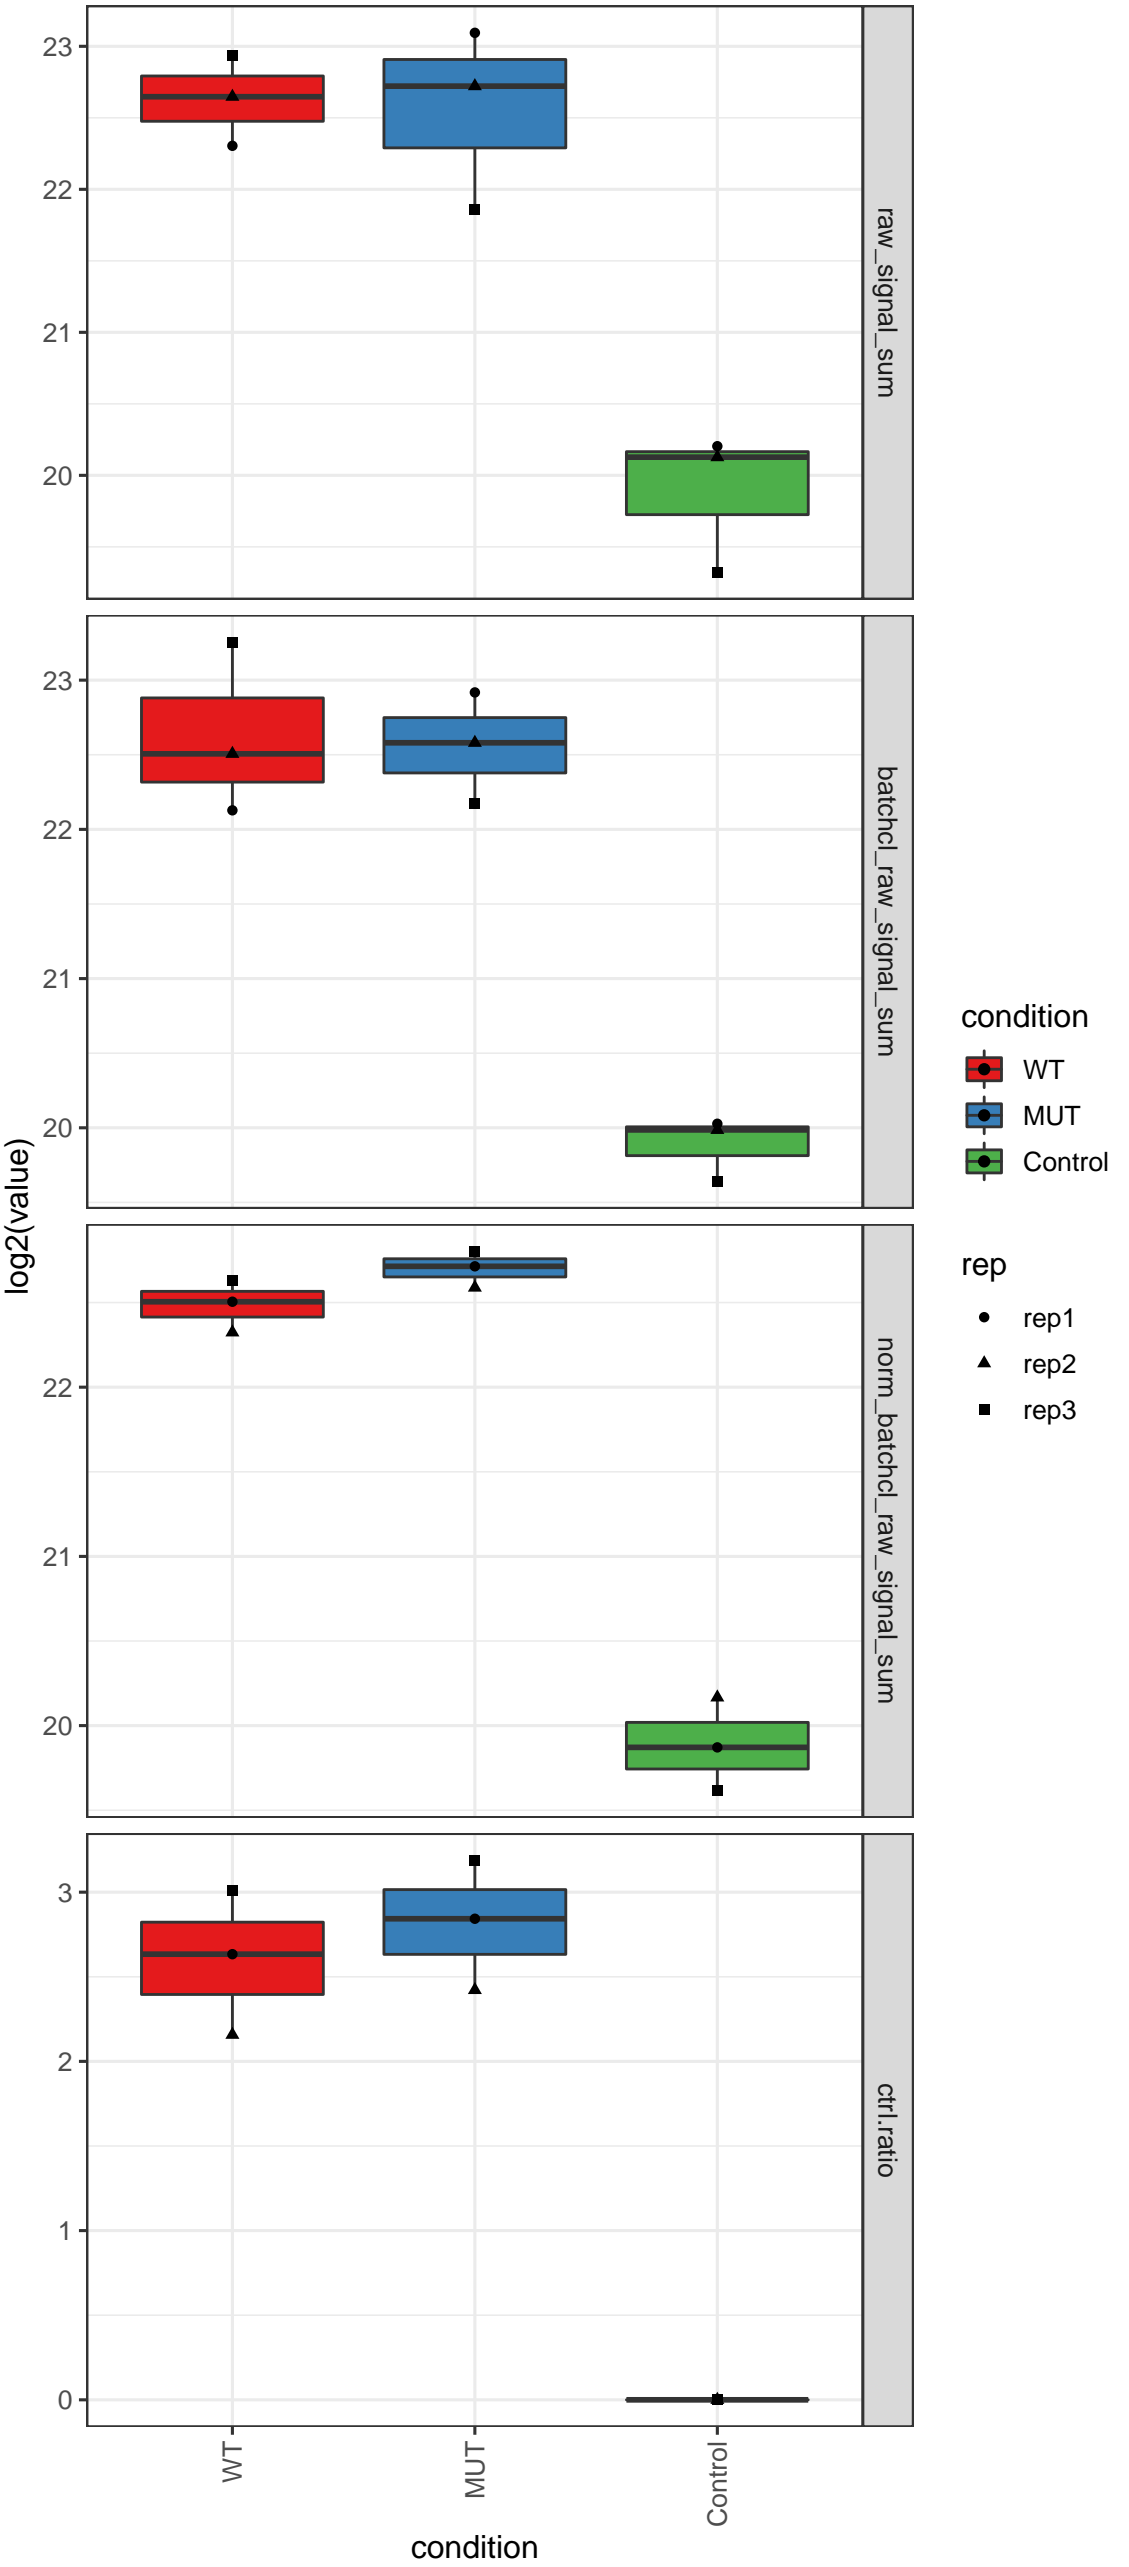 log2(value)
23
22
21
20
raw_signal_sum
23
22
21
20
batchcl_raw_signal_sum
22
21
20
norm_batchcl_raw_signal_sum
3
2
1
0
ctrl.ratio
WT
MUT
Control
condition
condition
WT
MUT
Control
rep
rep1
rep2
rep3